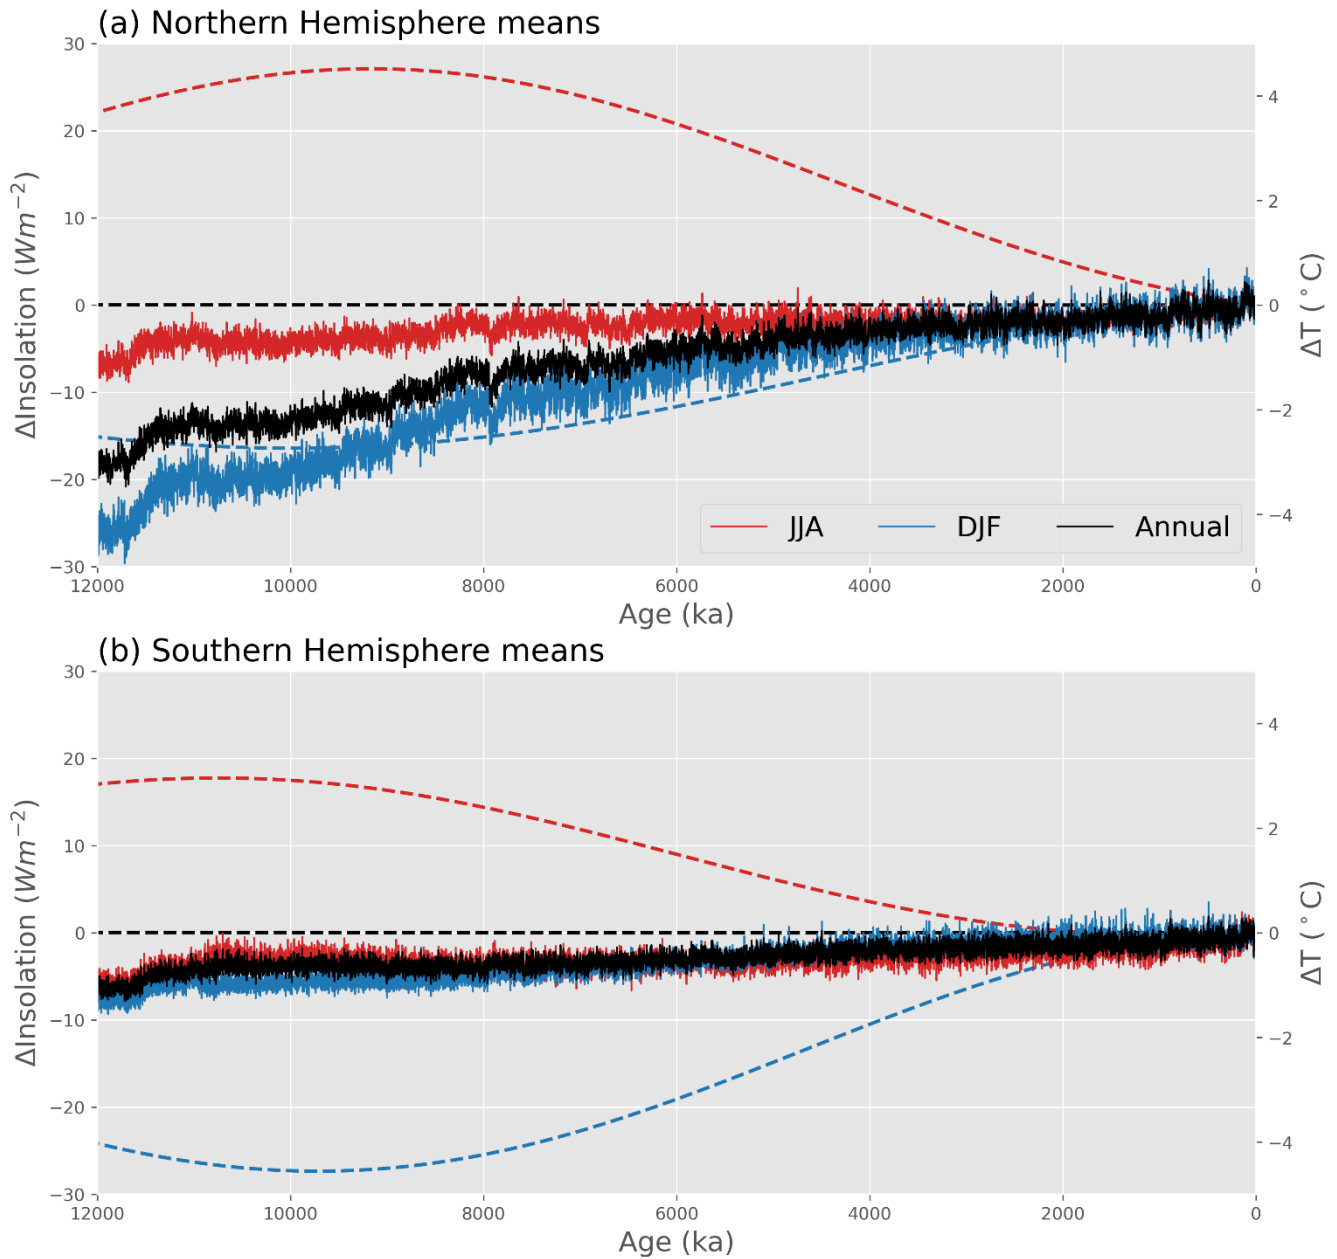 (a) Northern Hemisphere means
30
20
10
0
−10
−20
−30
ΔInsolation (Wm⁻²)
4
2
0
−2
−4
ΔT (°C)
JJA DJF Annual
12000 10000 8000 6000 4000 2000 0
Age (ka)
(b) Southern Hemisphere means
30
20
10
0
−10
−20
−30
ΔInsolation (Wm⁻²)
4
2
0
−2
−4
ΔT (°C)
12000 10000 8000 6000 4000 2000 0
Age (ka)